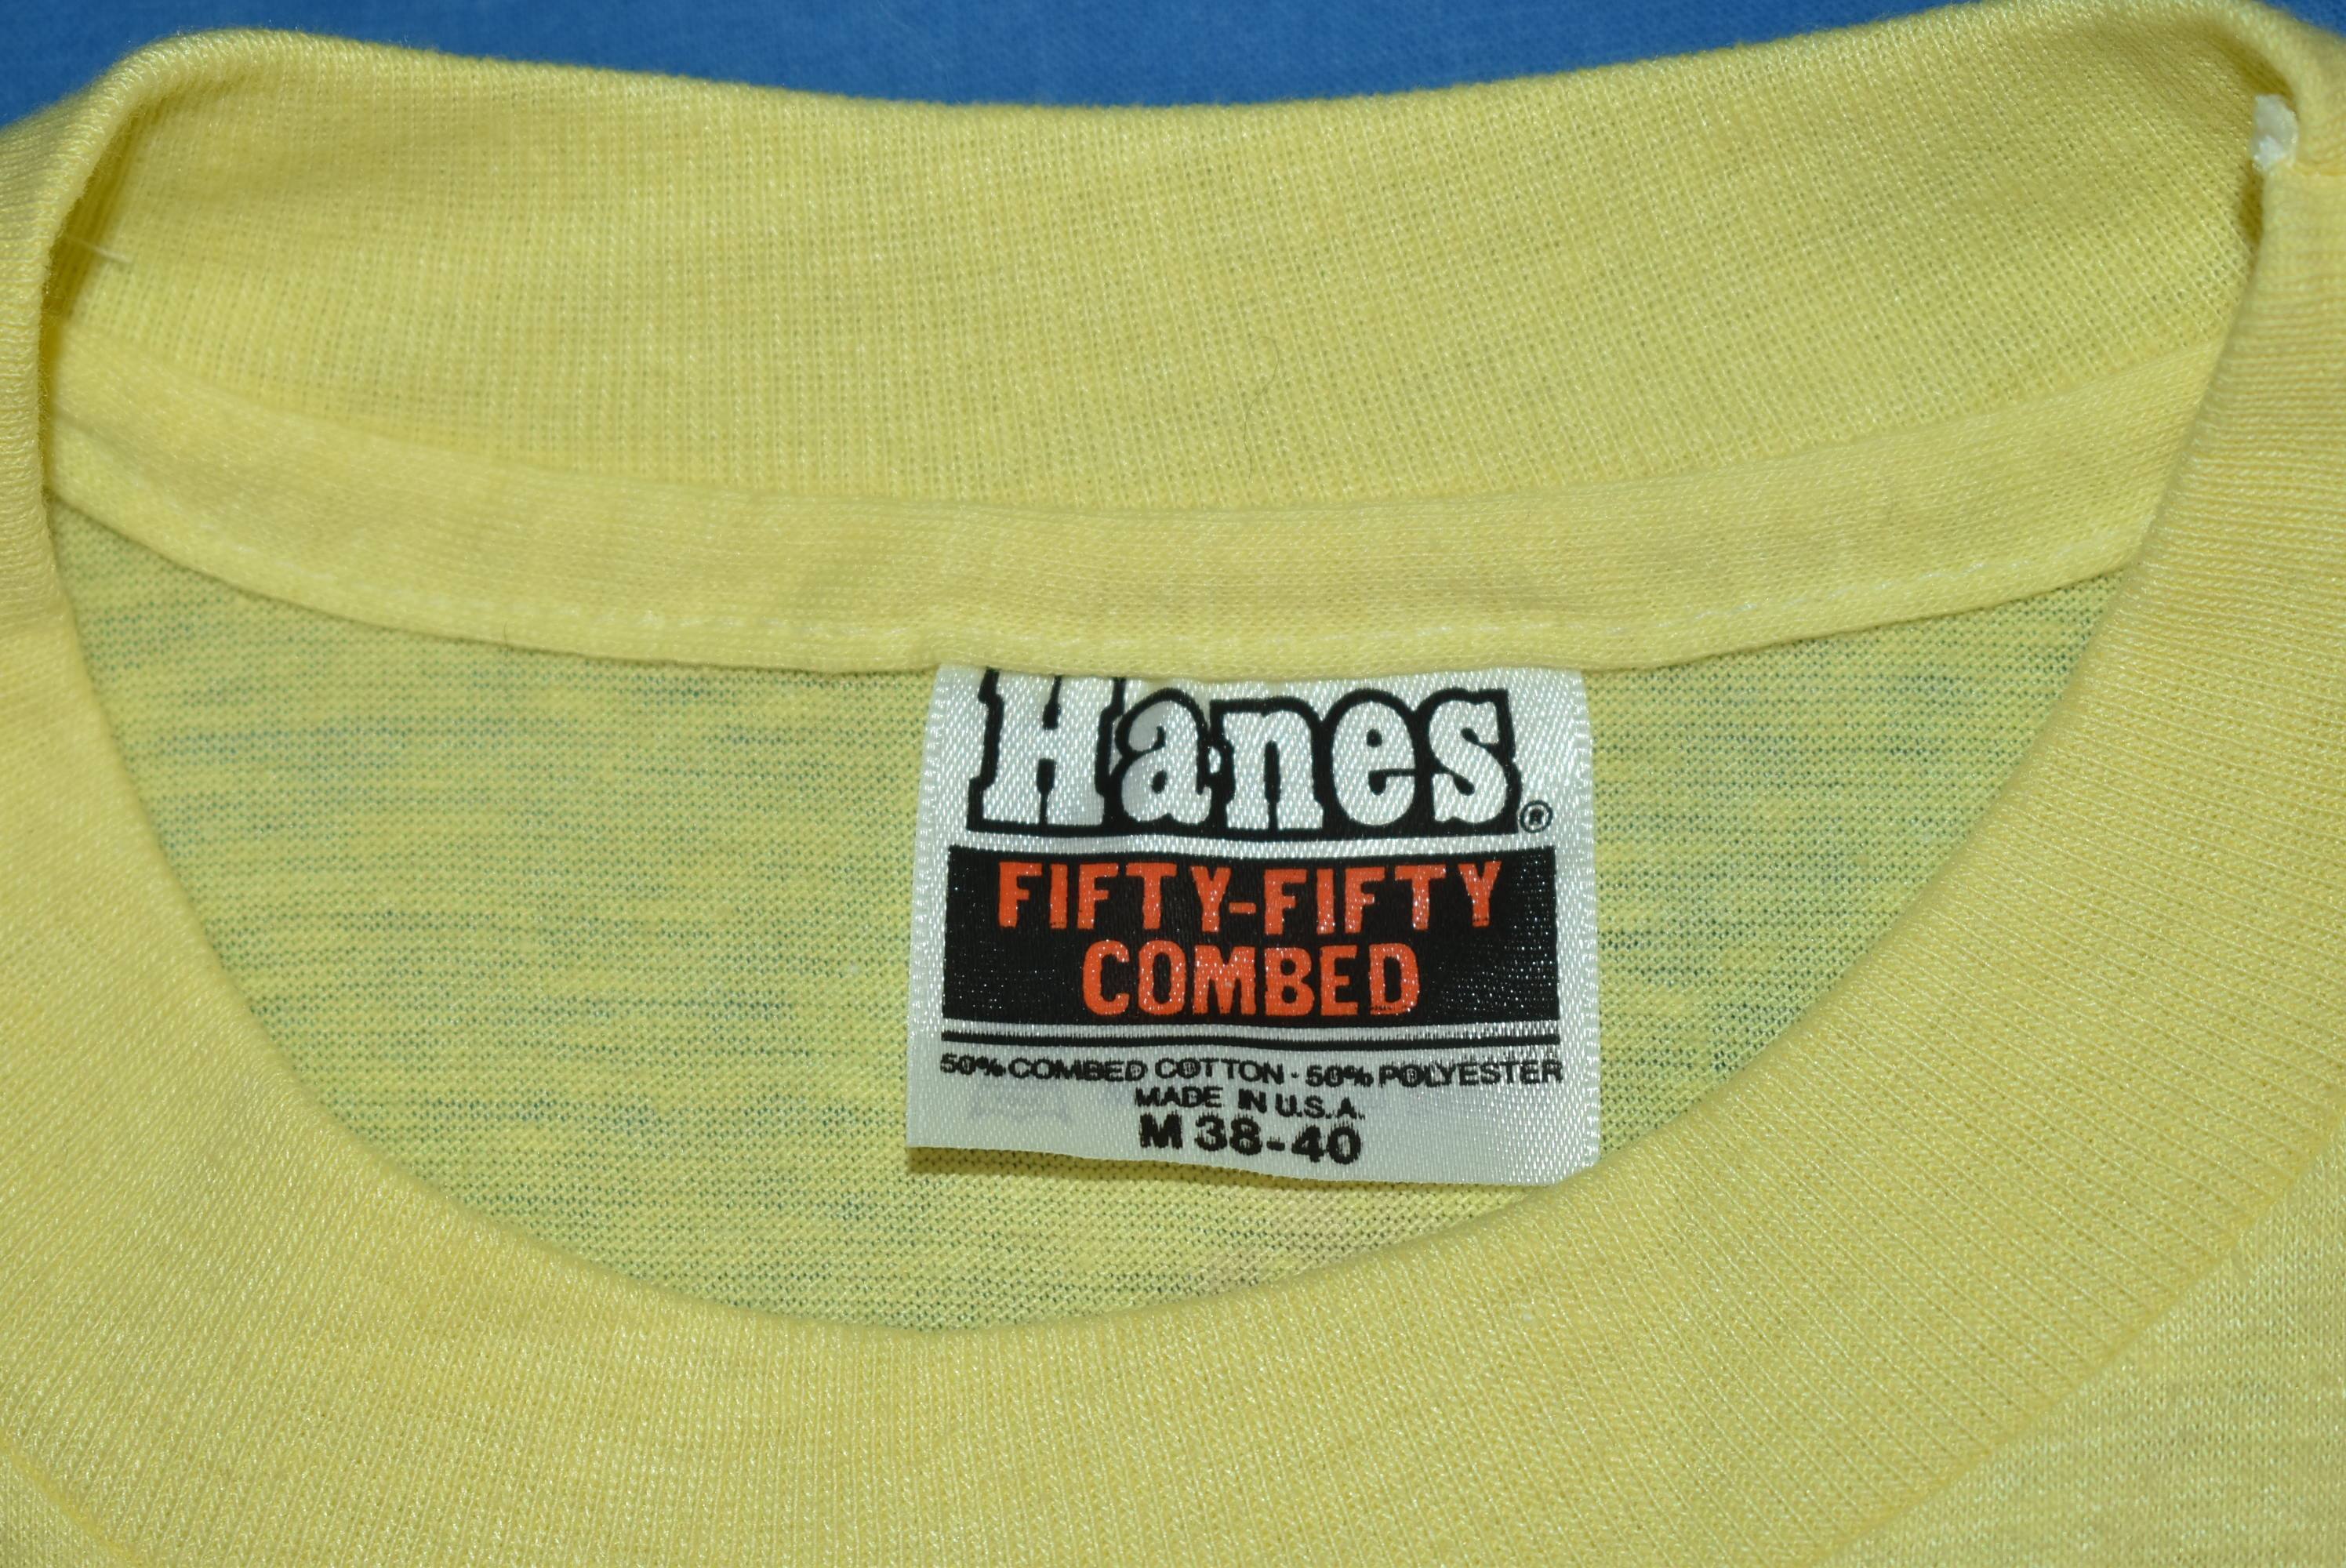 Hanes®
FIFTY-FIFTY
COMBED
50% COMBED COTTON · 50% POLYESTER
MADE IN U.S.A.
M 38-40